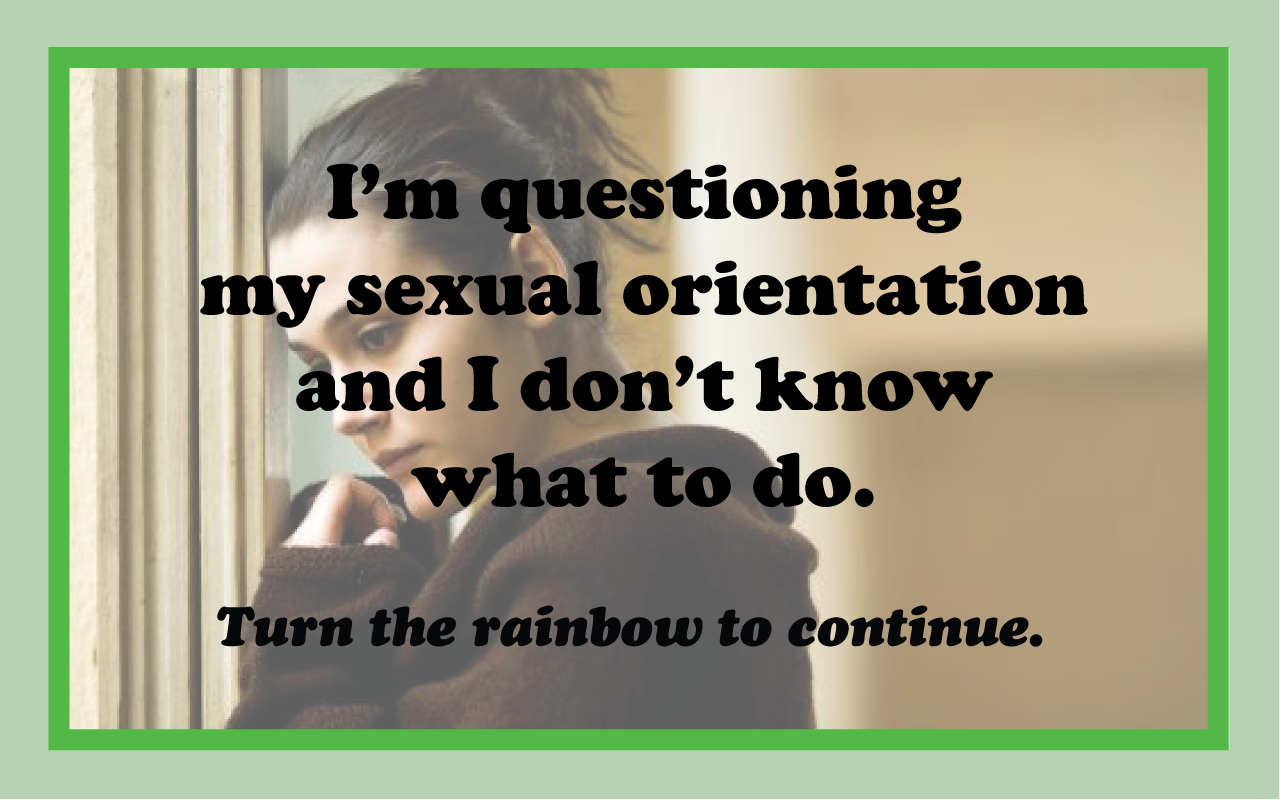 I’m questioning
my sexual orientation
and I don’t know
what to do.
Turn the rainbow to continue.